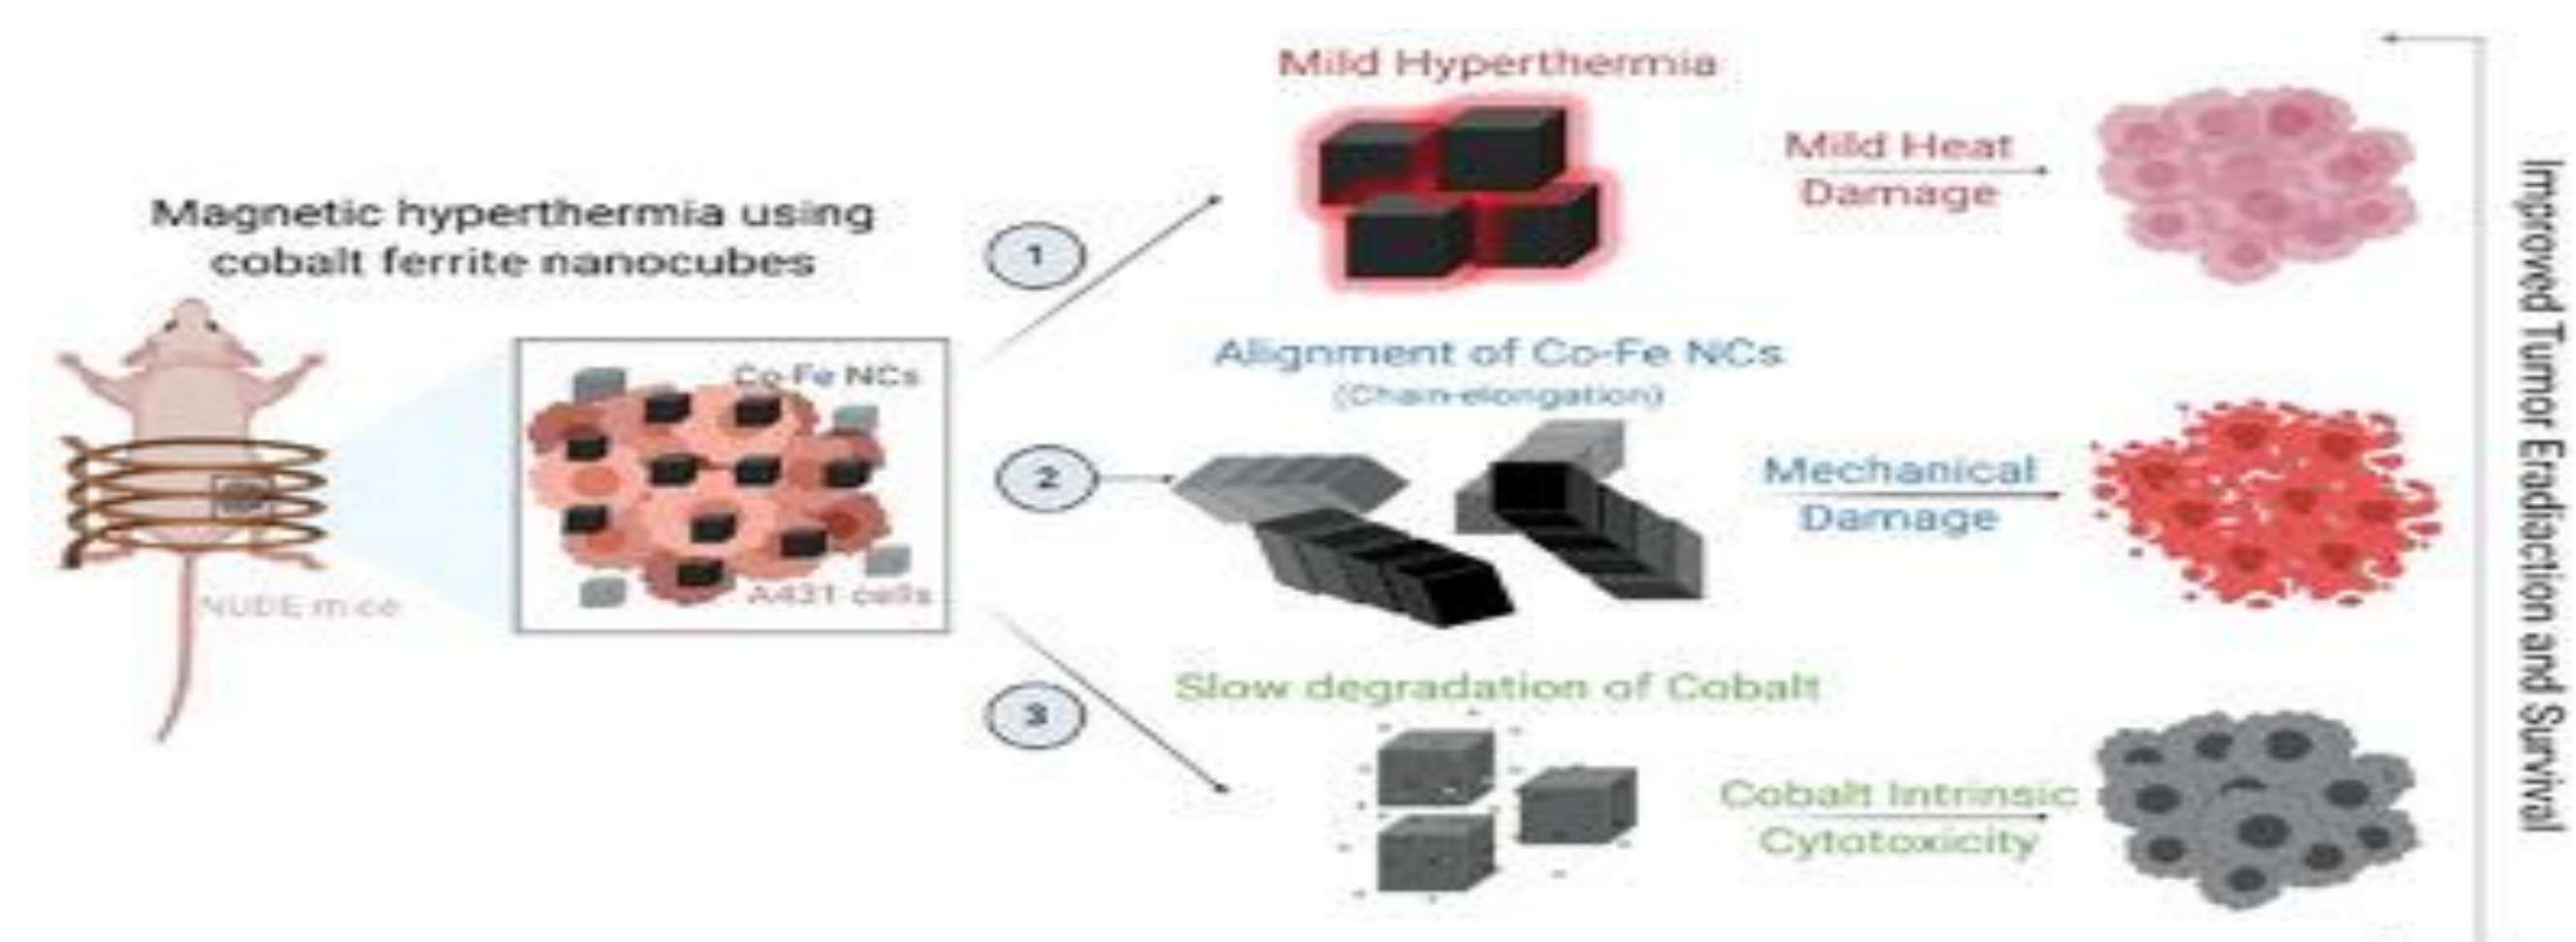 Magnetic hyperthermia using
cobalt ferrite nanocubes
NUDE mice
Co-Fe NCs
A431 cells
1
Mild Hyperthermia
Mild Heat
Damage
2
Alignment of Co-Fe NCs
(Chain-elongation)
Mechanical
Damage
3
Slow degradation of Cobalt
Cobalt Intrinsic
Cytotoxicity
Improved Tumor Eradiaction and Survival